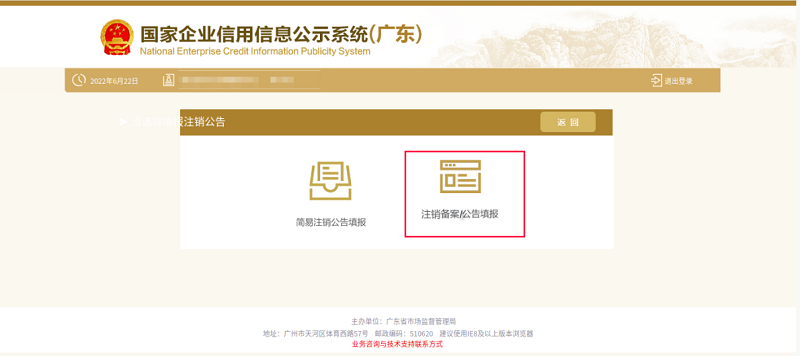 国家企业信用信息公示系统(广东)
National Enterprise Credit Information Publicity System
2022年6月22日
退出登录
报注销公告
返 回
简易注销公告填报
注销备案/公告填报
主办单位：广东省市场监督管理局
地址：广州市天河区体育西路57号 邮政编码：510620 建议使用IE8及以上版本浏览器
业务咨询与技术支持联系方式